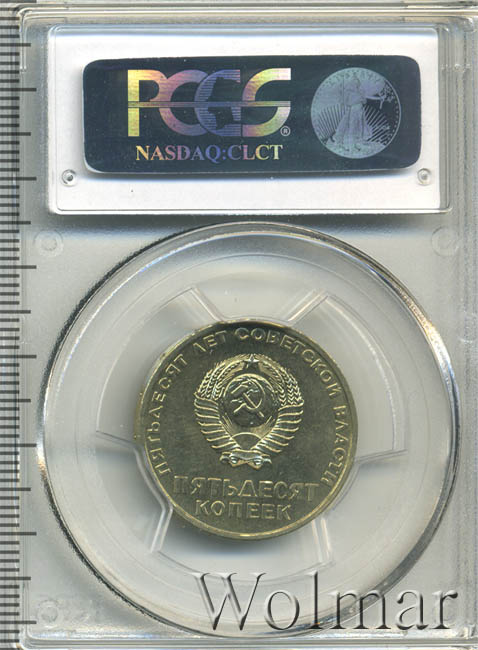 PCGS®
NASDAQ:CLCT
ПЯТЬДЕСЯТ ЛЕТ СОВЕТСКОЙ ВЛАСТИ
ПЯТЬДЕСЯТ
КОПЕЕК
Wolmar